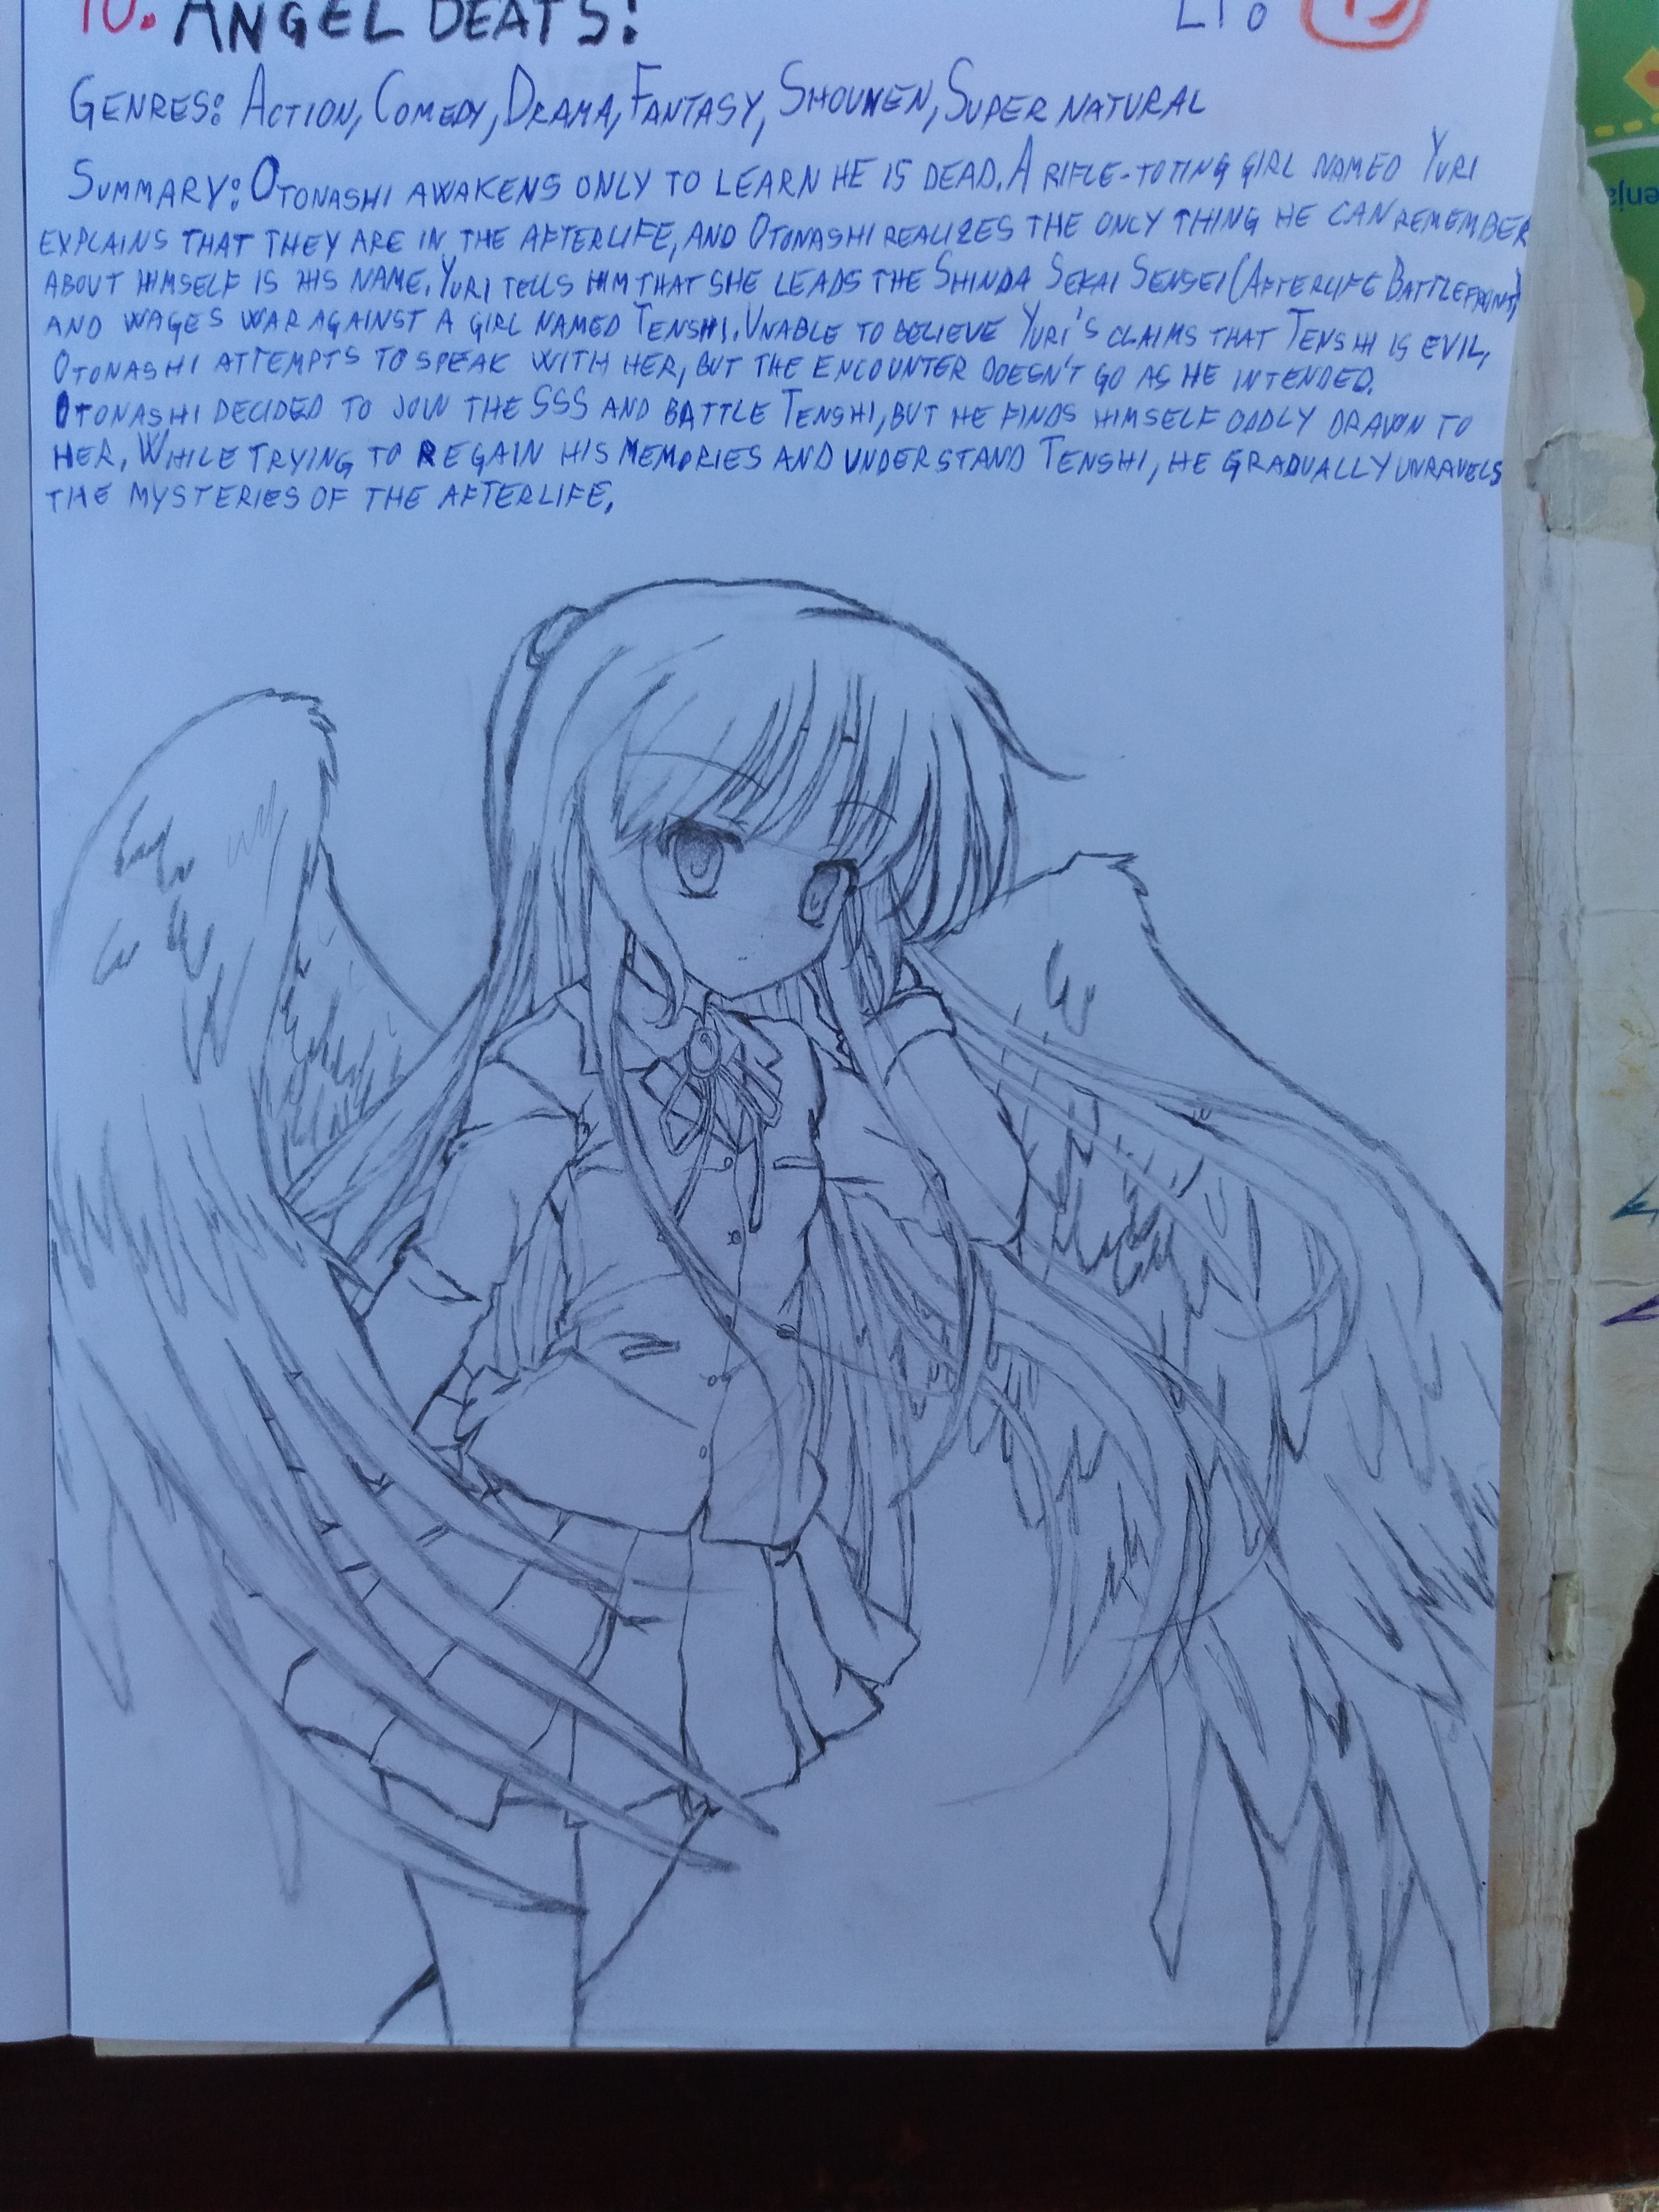 10. ANGEL BEATS!
GENRES: ACTION, COMEDY, DRAMA, FANTASY, SHOUNEN, SUPER NATURAL
SUMMARY: OTONASHI AWAKENS ONLY TO LEARN HE IS DEAD. A RIFLE-TOTING GIRL NAMED YURI
EXPLAINS THAT THEY ARE IN THE AFTERLIFE, AND OTONASHI REALIZES THE ONLY THING HE CAN REMEMBER
ABOUT HIMSELF IS HIS NAME. YURI TELLS HIM THAT SHE LEADS THE SHINDA SEKAI SENSEI (AFTERLIFE BATTLEFRONT)
AND WAGES WAR AGAINST A GIRL NAMED TENSHI. UNABLE TO BELIEVE YURI'S CLAIMS THAT TENSHI IS EVIL,
OTONASHI ATTEMPTS TO SPEAK WITH HER, BUT THE ENCOUNTER DOESN'T GO AS HE INTENDED.
OTONASHI DECIDED TO JOIN THE SSS AND BATTLE TENSHI, BUT HE FINDS HIMSELF ODDLY DRAWN TO
HER. WHILE TRYING TO REGAIN HIS MEMORIES AND UNDERSTAND TENSHI, HE GRADUALLY UNRAVELS
THE MYSTERIES OF THE AFTERLIFE.